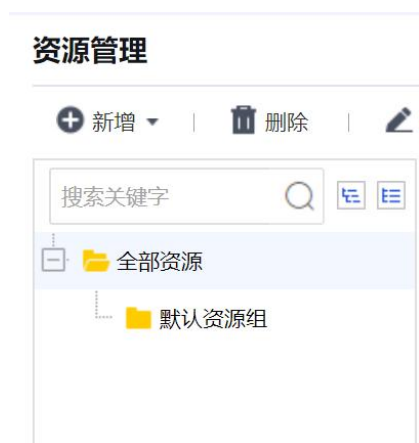 资源管理
新增 删除
搜索关键字
全部资源
默认资源组